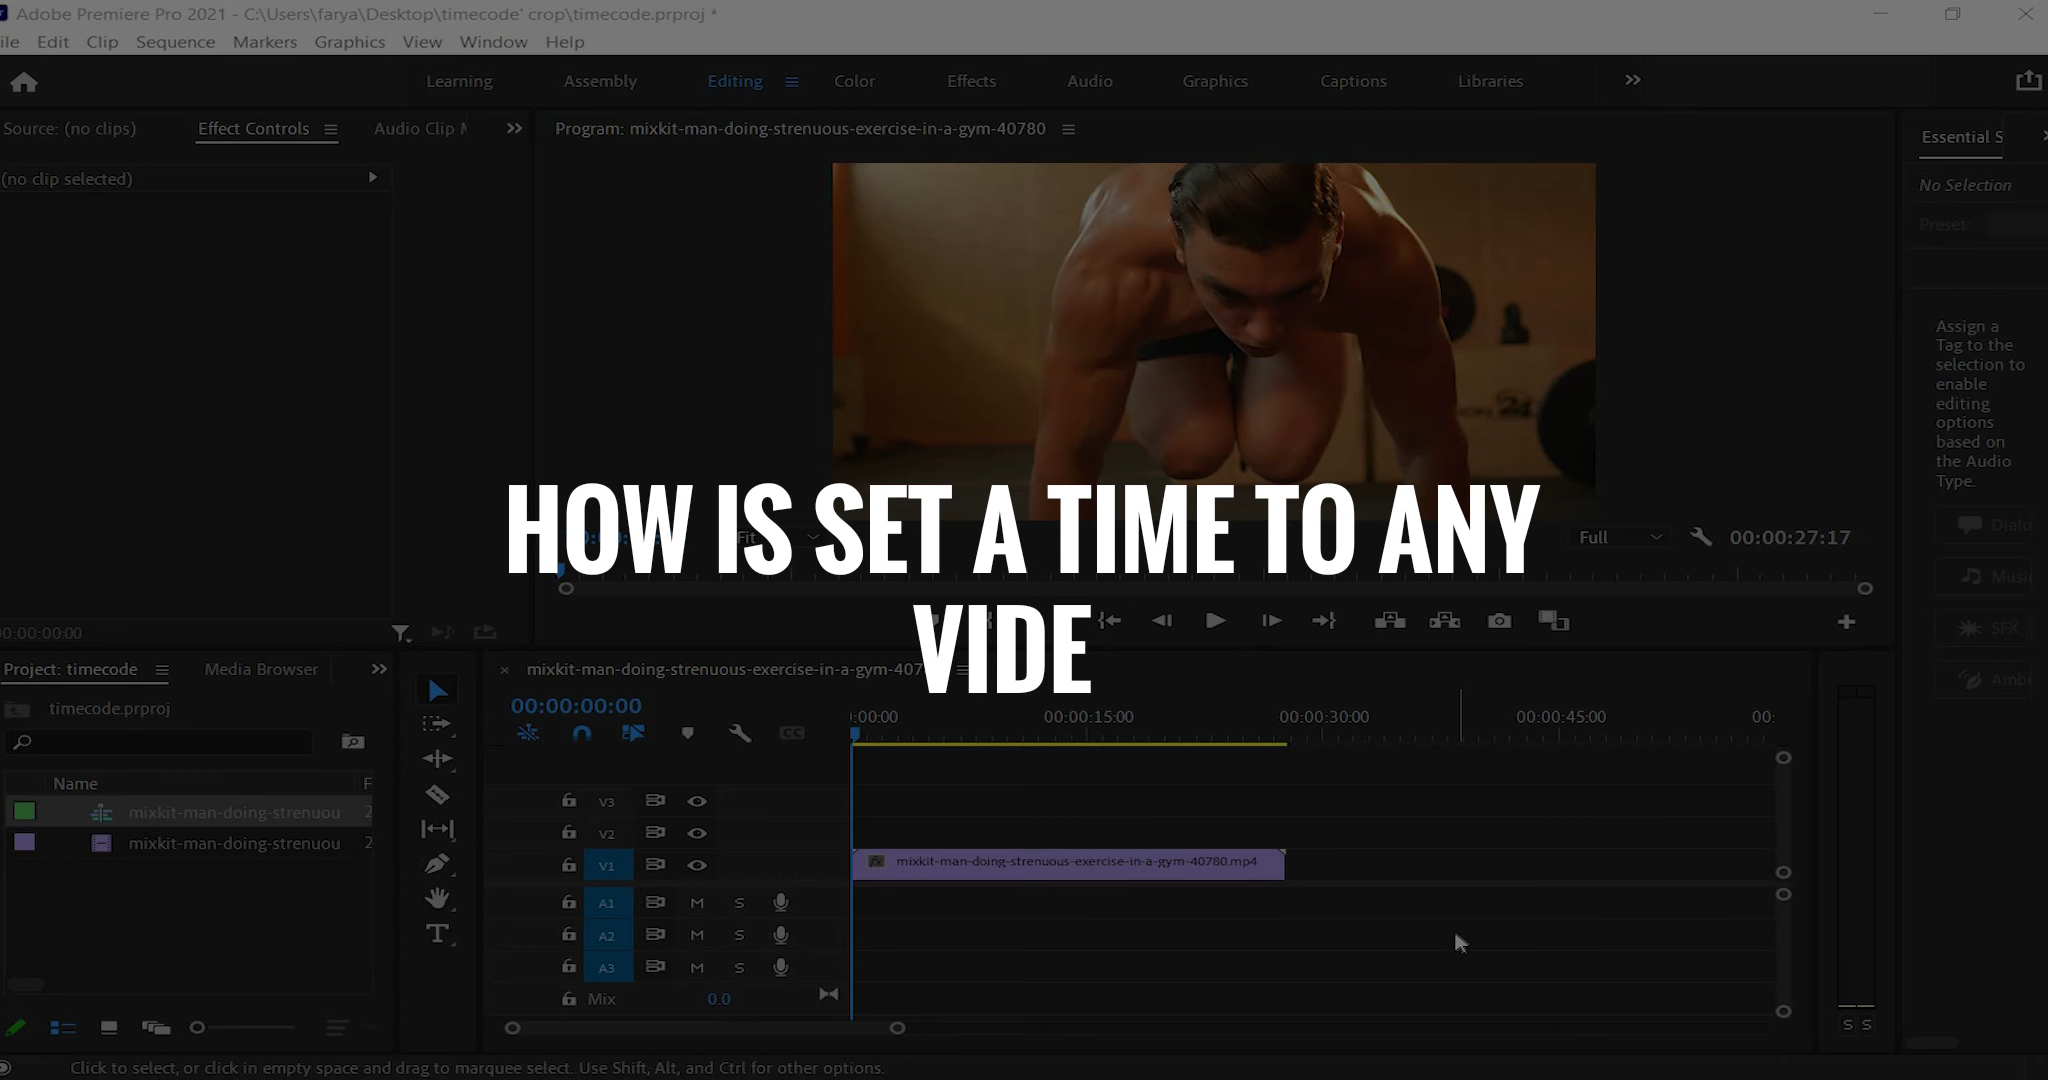 Adobe Premiere Pro 2021 - C:\Users\farya\Desktop\timecode' crop\timecode.prproj *
ile Edit Clip Sequence Markers Graphics View Window Help
Learning Assembly Editing Color Effects Audio Graphics Captions Libraries
Source: (no clips) Effect Controls Audio Clip M
Program: mixkit-man-doing-strenuous-exercise-in-a-gym-40780
Essential S
(no clip selected)
No Selection
Preset:
Assign a
Tag to the
selection to
enable
editing
options
based on
the Audio
Type.
24
HOW IS SET A TIME TO ANY
VIDE
Fit
Full 00:00:27:17
Dialo
Musi
SFX
Ambi
0:00:00:00
Project: timecode Media Browser
timecode.prproj
Name F
mixkit-man-doing-strenuou 2
mixkit-man-doing-strenuou 2
mixkit-man-doing-strenuous-exercise-in-a-gym-407
00:00:00:00
:00:00 00:00:15:00 00:00:30:00 00:00:45:00 00:
CC
V3
V2
V1 fx mixkit-man-doing-strenuous-exercise-in-a-gym-40780.mp4
A1 M S
A2 M S
A3 M S
Mix 0.0
S S
Click to select, or click in empty space and drag to marquee select. Use Shift, Alt, and Ctrl for other options.